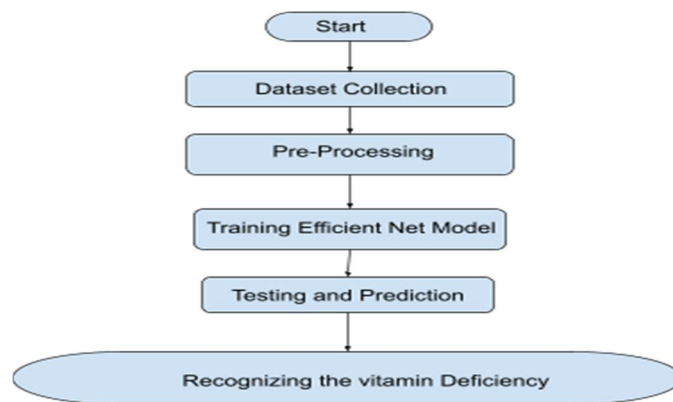 Start
Dataset Collection
Pre-Processing
Training Efficient Net Model
Testing and Prediction
Recognizing the vitamin Deficiency